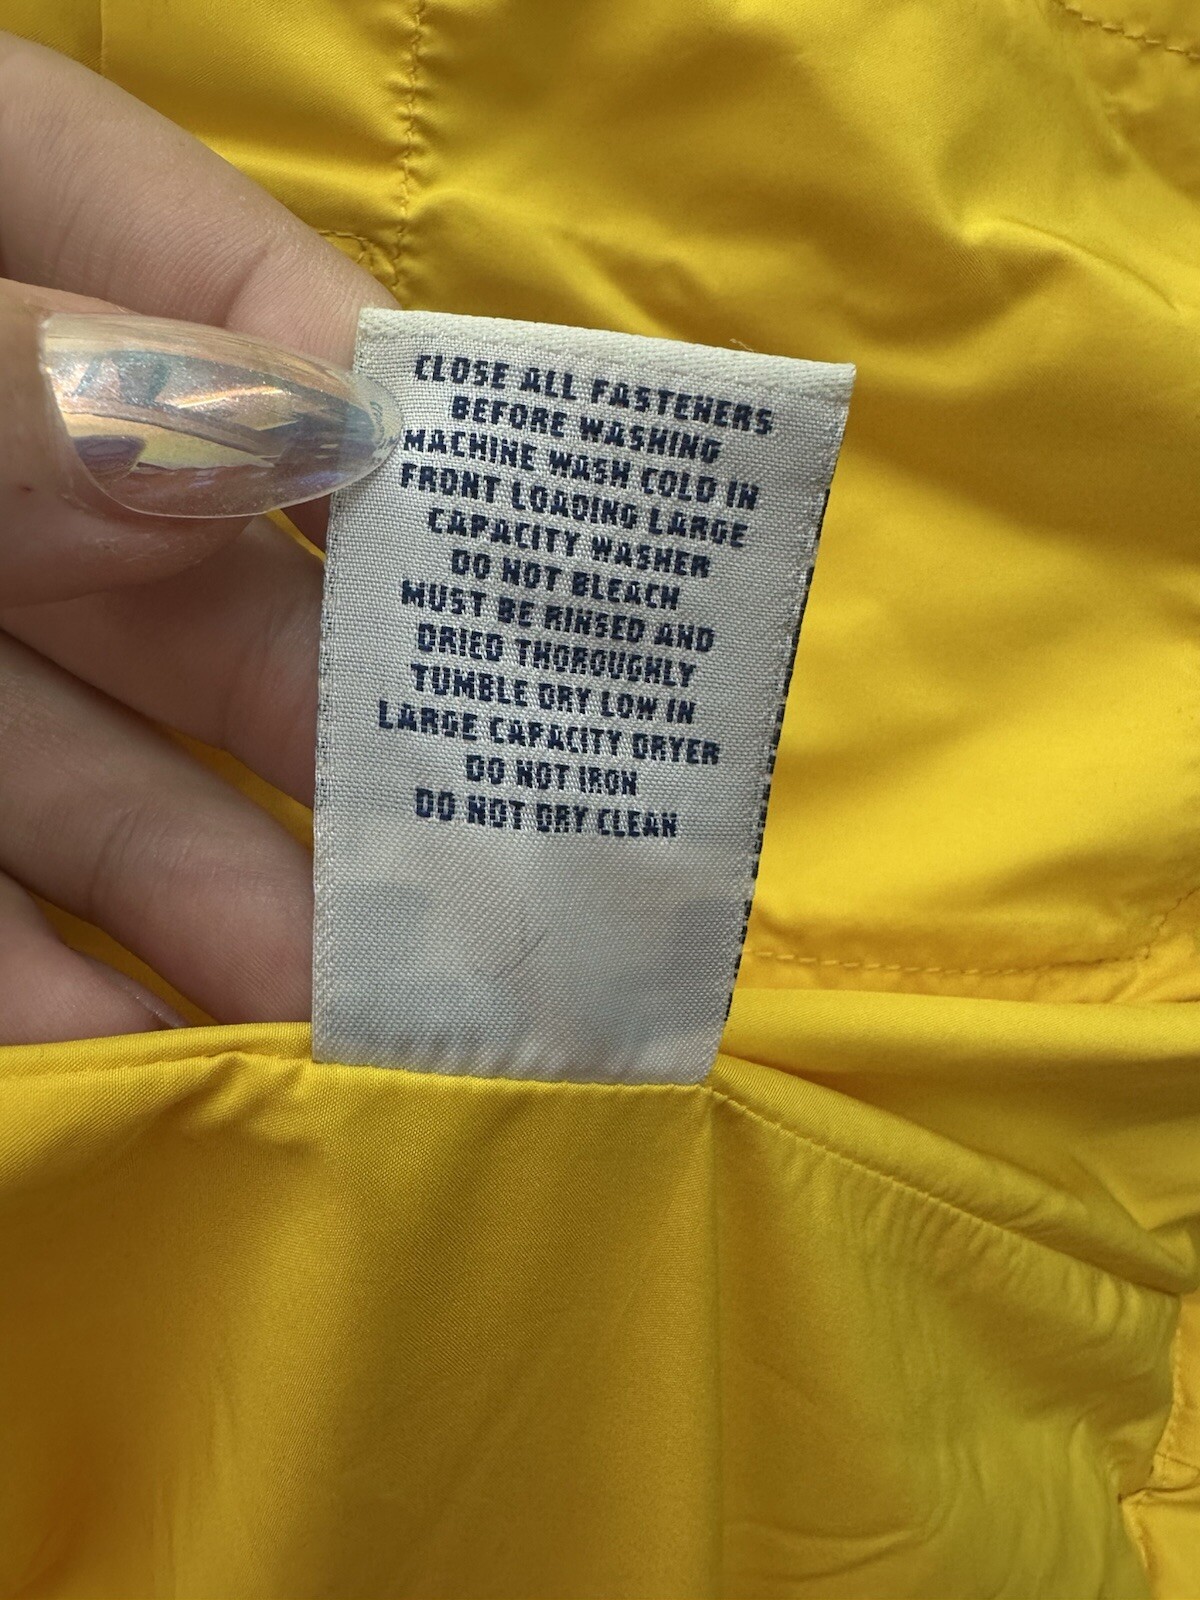 CLOSE ALL FASTENERS
BEFORE WASHING
MACHINE WASH COLD IN
FRONT LOADING LARGE
CAPACITY WASHER
DO NOT BLEACH
MUST BE RINSED AND
DRIED THOROUGHLY
TUMBLE DRY LOW IN
LARGE CAPACITY DRYER
DO NOT IRON
DO NOT DRY CLEAN